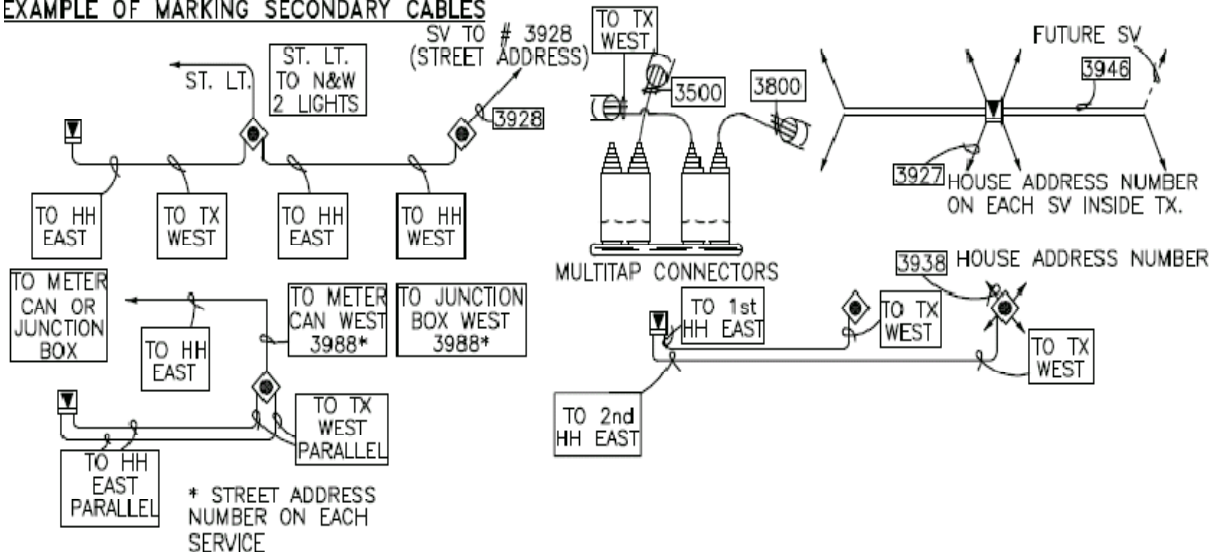 EXAMPLE OF MARKING SECONDARY CABLES
SV TO # 3928
(STREET ADDRESS)
ST. LT.
ST. LT.
TO N&W
2 LIGHTS
3928
TO HH
EAST
TO TX
WEST
TO HH
EAST
TO HH
WEST
TO TX
WEST
3500
3800
MULTITAP CONNECTORS
FUTURE SV
3946
3927
HOUSE ADDRESS NUMBER
ON EACH SV INSIDE TX.
TO METER
CAN OR
JUNCTION
BOX
TO HH
EAST
TO METER
CAN WEST
3988*
TO JUNCTION
BOX WEST
3988*
TO TX
WEST
PARALLEL
TO HH
EAST
PARALLEL
* STREET ADDRESS
NUMBER ON EACH
SERVICE
3938
HOUSE ADDRESS NUMBER
TO 1st
HH EAST
TO TX
WEST
TO TX
WEST
TO 2nd
HH EAST